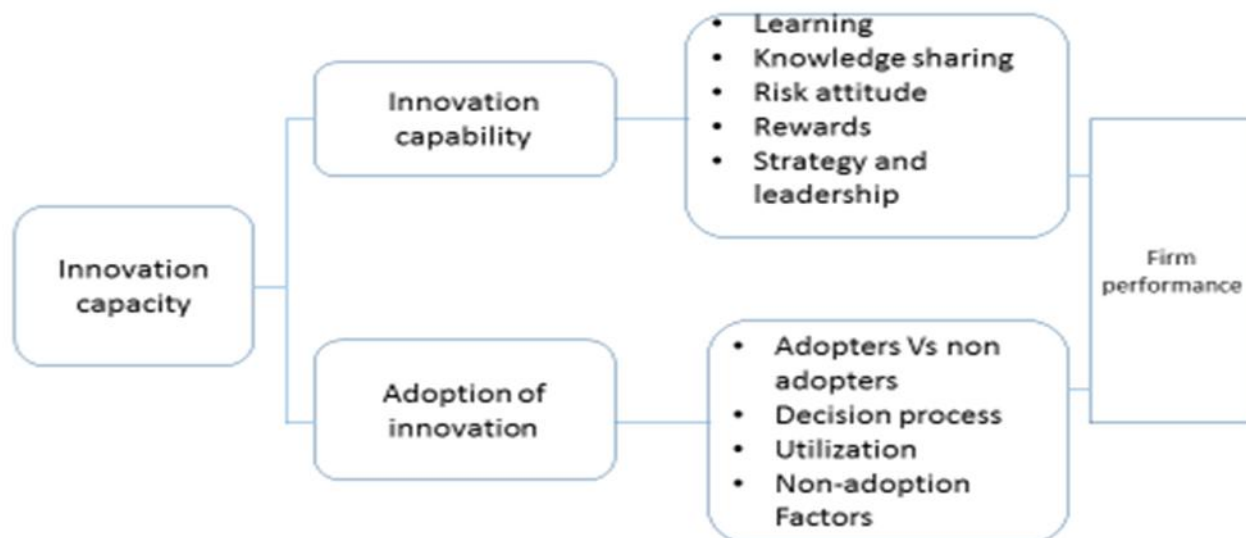 Innovation
capacity
Innovation
capability
• Learning
• Knowledge sharing
• Risk attitude
• Rewards
• Strategy and
leadership
Adoption of
innovation
• Adopters Vs non
adopters
• Decision process
• Utilization
• Non-adoption
Factors
Firm
performance